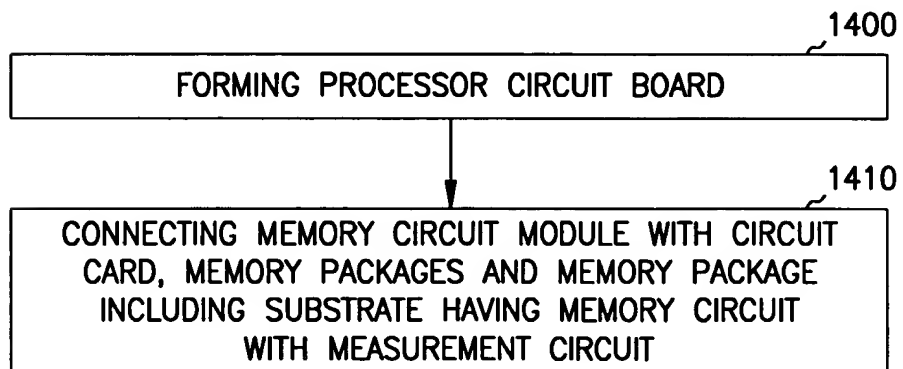 1400
FORMING PROCESSOR CIRCUIT BOARD
1410
CONNECTING MEMORY CIRCUIT MODULE WITH CIRCUIT
CARD, MEMORY PACKAGES AND MEMORY PACKAGE
INCLUDING SUBSTRATE HAVING MEMORY CIRCUIT
WITH MEASUREMENT CIRCUIT